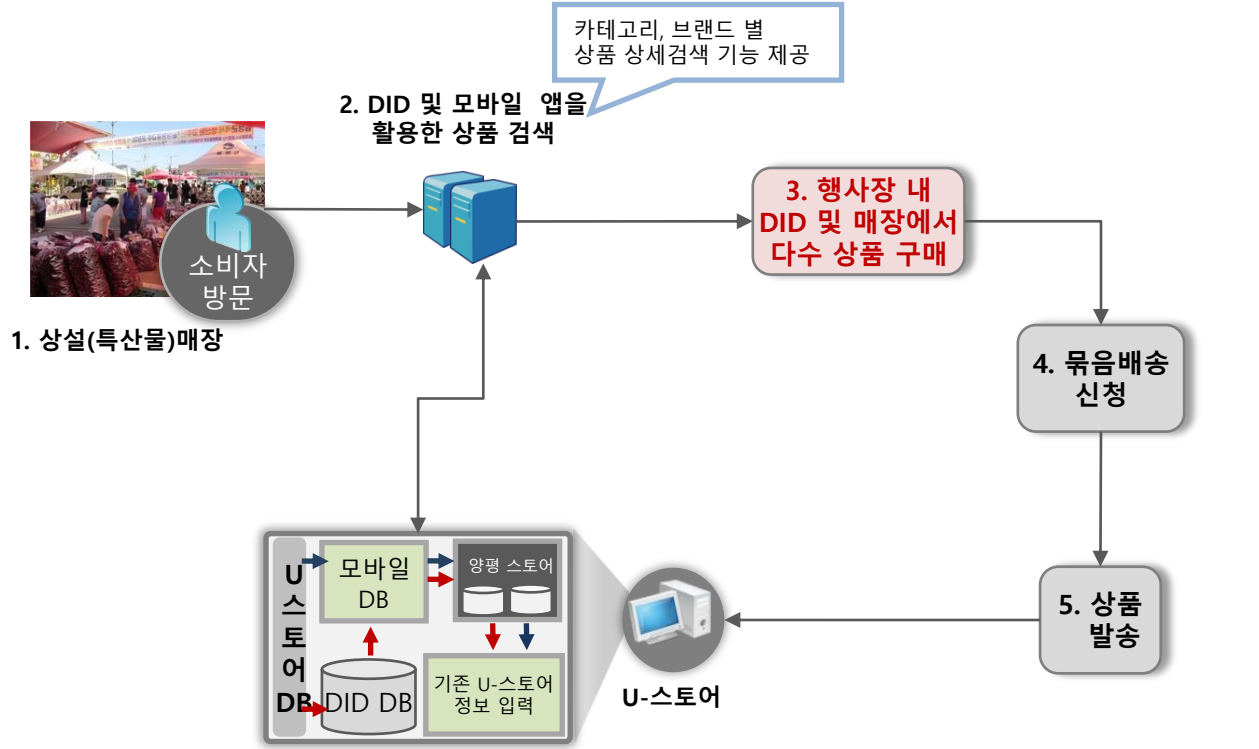 카테고리, 브랜드 별
상품 상세검색 기능 제공
2. DID 및 모바일 앱을
활용한 상품 검색
소비자
방문
1. 상설(특산물)매장
3. 행사장 내
DID 및 매장에서
다수 상품 구매
4. 묶음배송
신청
5. 상품
발송
U-스토어
U
스
토
어
DB
모바일
DB
양평 스토어
DID DB
기존 U-스토어
정보 입력